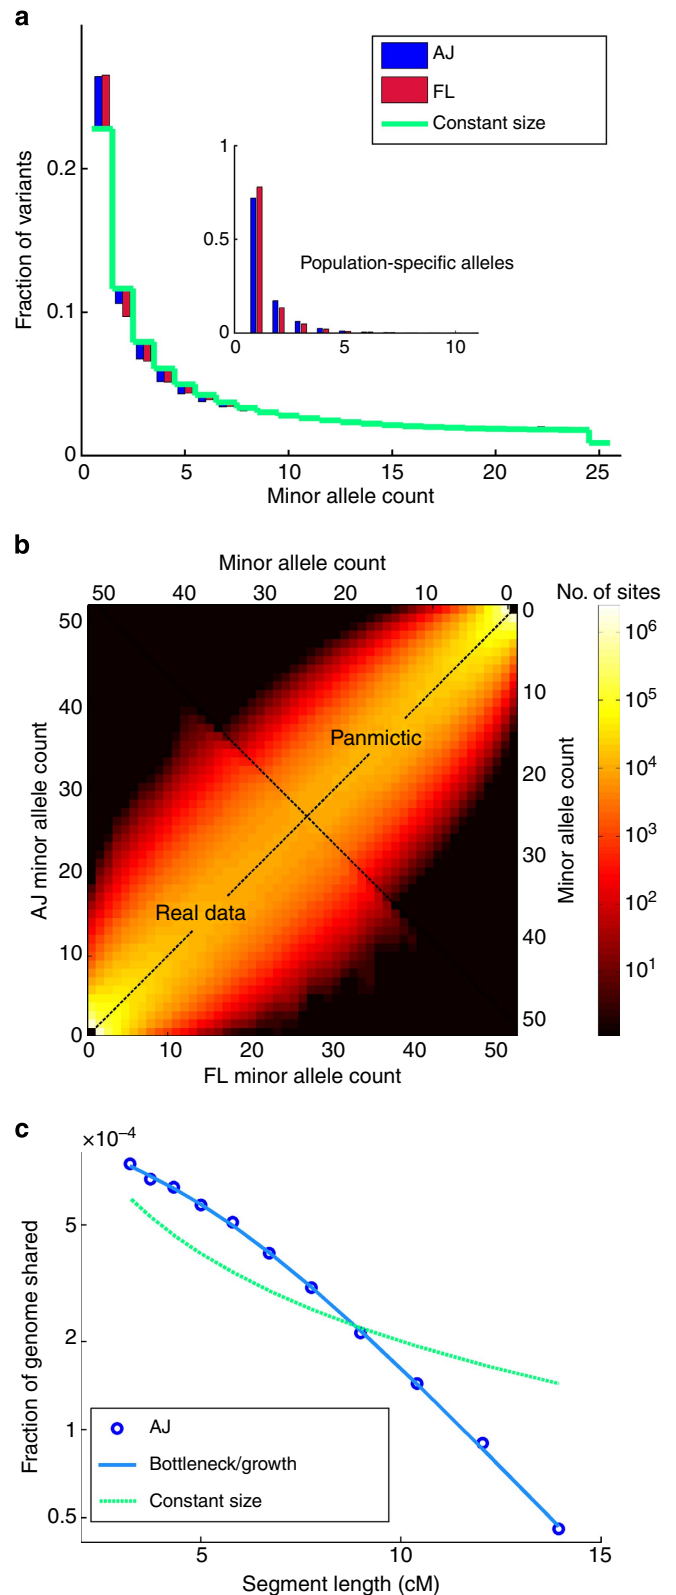 a
AJ
FL
Constant size
Fraction of variants
0.2
0.1
0
1
0.5
0
Population-specific alleles
0 5 10
0 5 10 15 20 25
Minor allele count
b
Minor allele count
50 40 30 20 10 0
No. of sites
AJ minor allele count
50
40
30
20
10
0
Panmictic
Real data
0
10
20
30
40
50
Minor allele count
10⁶
10⁵
10⁴
10³
10²
10¹
0 10 20 30 40 50
FL minor allele count
c
×10⁻⁴
Fraction of genome shared
5
2
1
0.5
AJ
Bottleneck/growth
Constant size
5 10 15
Segment length (cM)